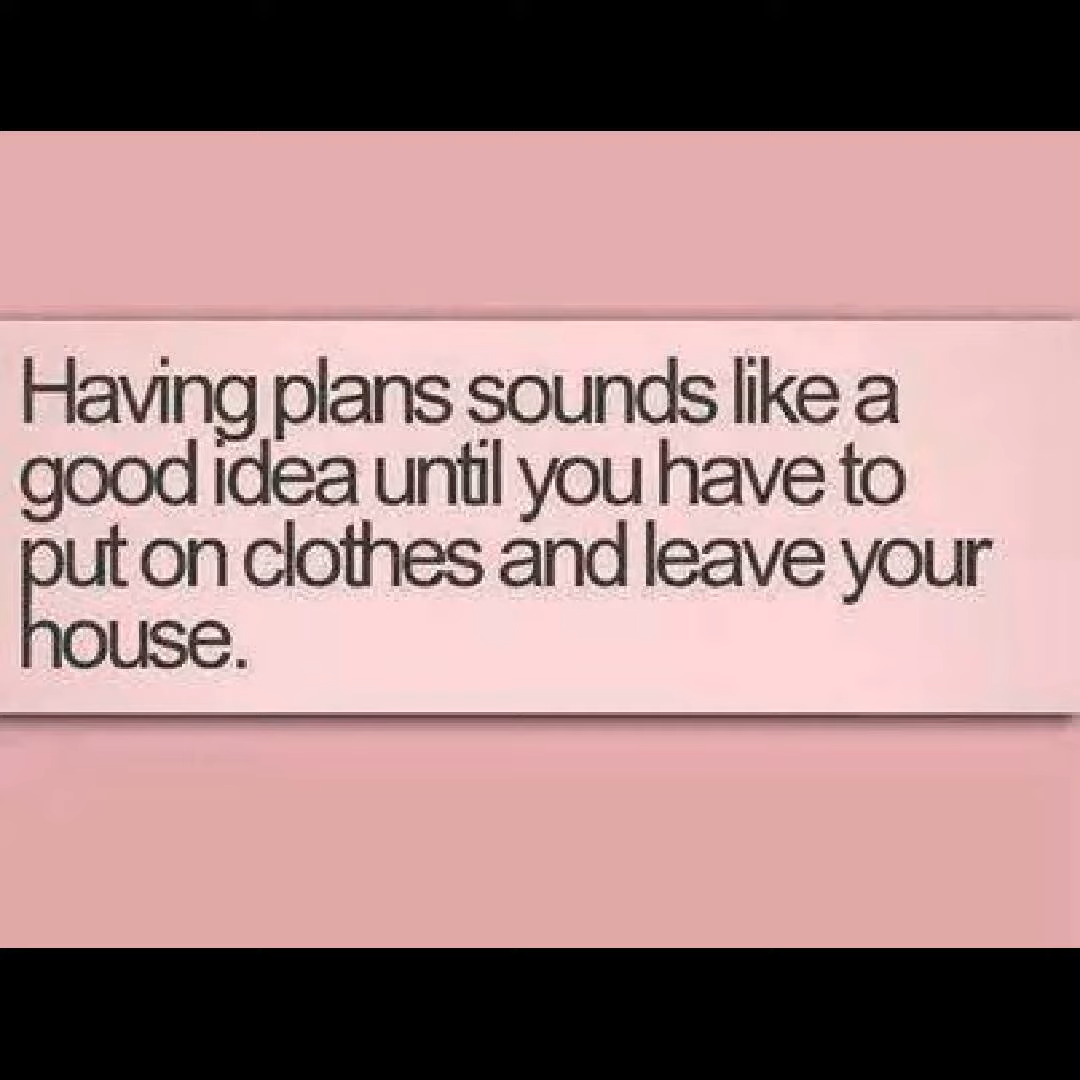 Having plans sounds like a
good idea until you have to
put on clothes and leave your
house.